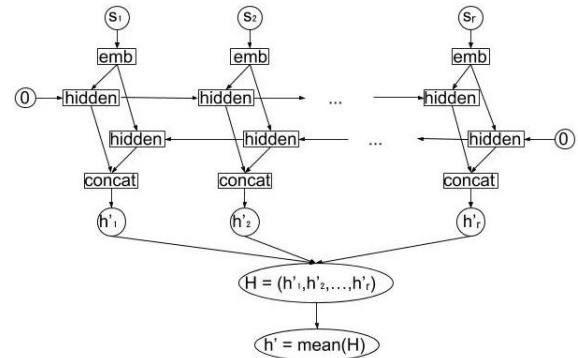 s₁ s₂ sᵣ
emb emb emb
0 hidden hidden ... hidden
hidden hidden ... hidden 0
concat concat concat
h'₁ h'₂ h'ᵣ
H = (h'₁,h'₂,...,h'ᵣ)
h' = mean(H)